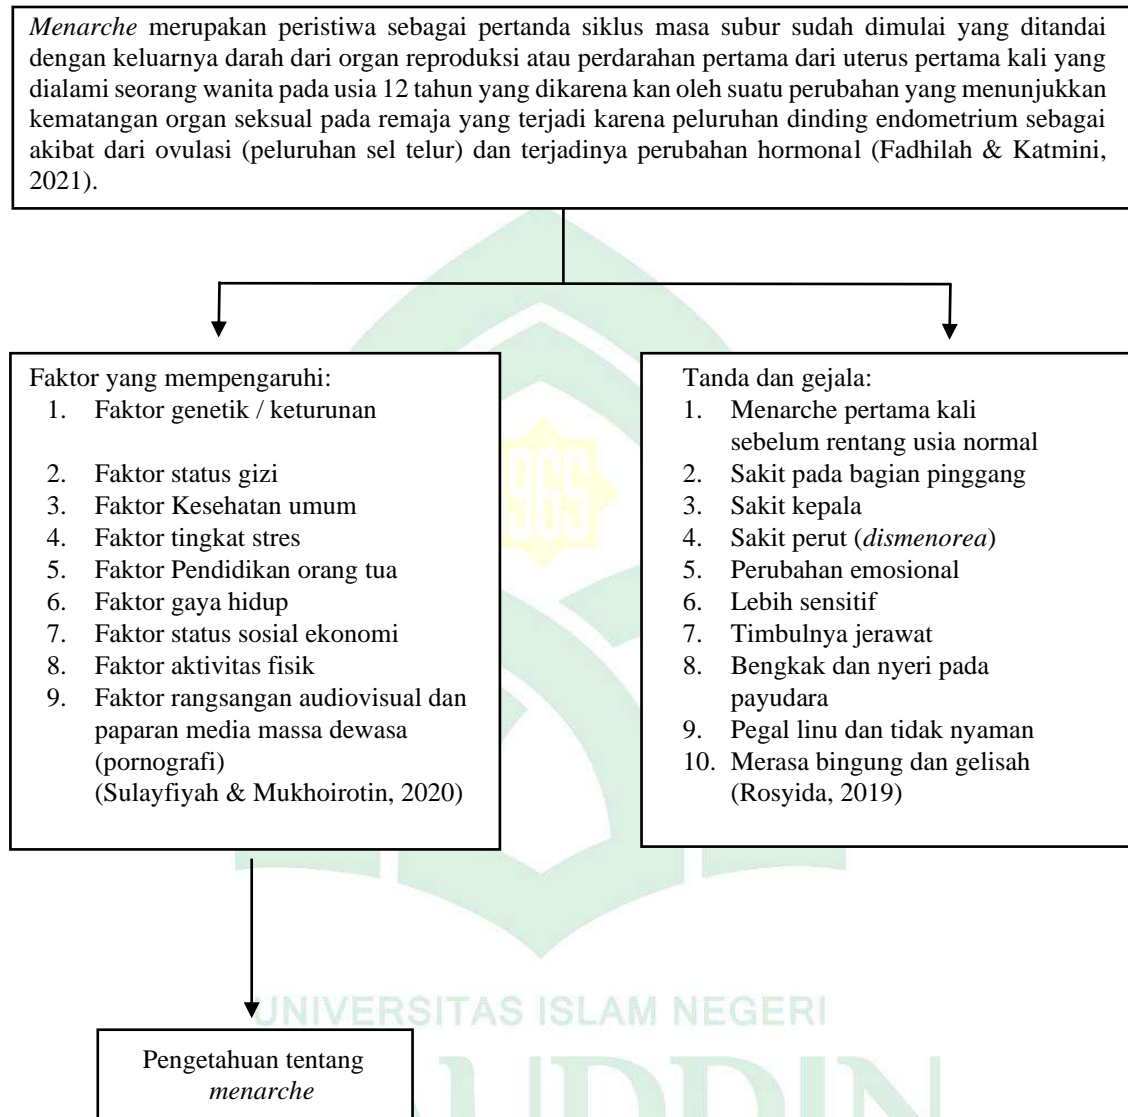 Menarche merupakan peristiwa sebagai pertanda siklus masa subur sudah dimulai yang ditandai
dengan keluarnya darah dari organ reproduksi atau perdarahan pertama dari uterus pertama kali yang
dialami seorang wanita pada usia 12 tahun yang dikarena kan oleh suatu perubahan yang menunjukkan
kematangan organ seksual pada remaja yang terjadi karena peluruhan dinding endometrium sebagai
akibat dari ovulasi (peluruhan sel telur) dan terjadinya perubahan hormonal (Fadhilah & Katmini,
2021).
Faktor yang mempengaruhi:
1. Faktor genetik / keturunan
2. Faktor status gizi
3. Faktor Kesehatan umum
4. Faktor tingkat stres
5. Faktor Pendidikan orang tua
6. Faktor gaya hidup
7. Faktor status sosial ekonomi
8. Faktor aktivitas fisik
9. Faktor rangsangan audiovisual dan
paparan media massa dewasa
(pornografi)
(Sulayfiyah & Mukhoirotin, 2020)
Tanda dan gejala:
1. Menarche pertama kali
sebelum rentang usia normal
2. Sakit pada bagian pinggang
3. Sakit kepala
4. Sakit perut (dismenorea)
5. Perubahan emosional
6. Lebih sensitif
7. Timbulnya jerawat
8. Bengkak dan nyeri pada
payudara
9. Pegal linu dan tidak nyaman
10. Merasa bingung dan gelisah
(Rosyida, 2019)
1965
UNIVERSITAS ISLAM NEGERI
Pengetahuan tentang
menarche